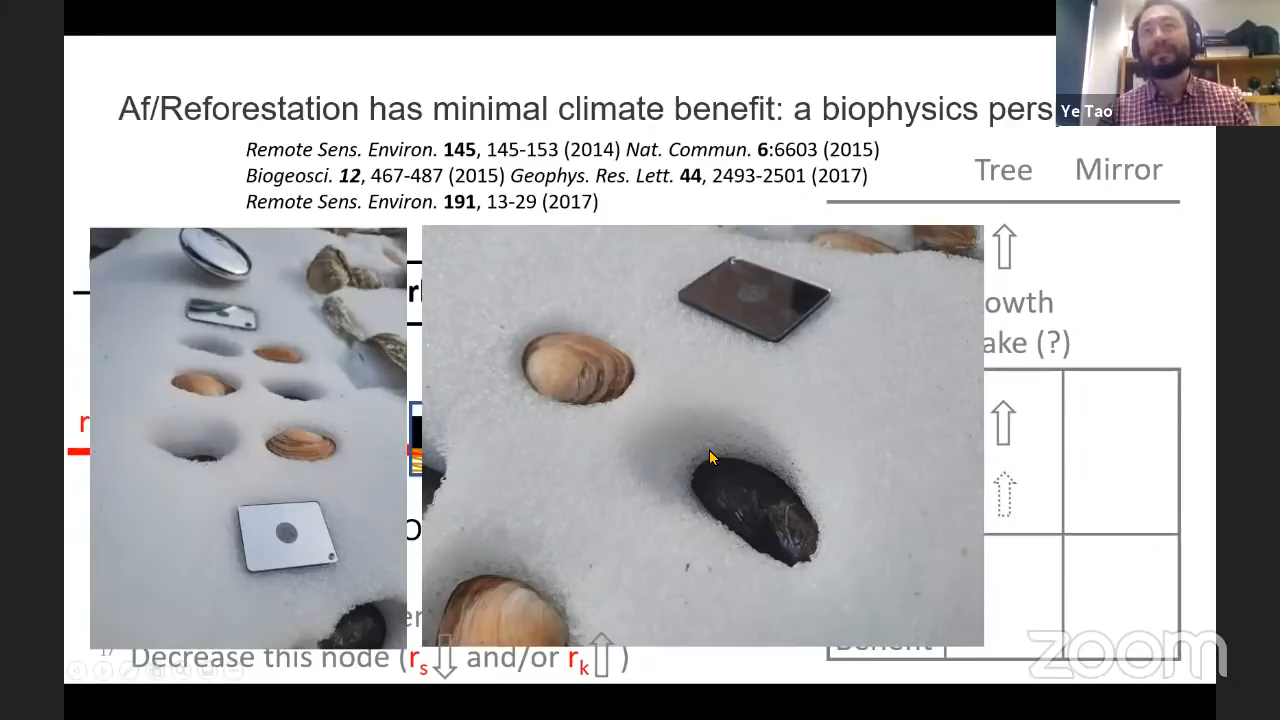 Af/Reforestation has minimal climate benefit: a biophysics pers
Ye Tao
Remote Sens. Environ. 145, 145-153 (2014) Nat. Commun. 6:6603 (2015)
Biogeosci. 12, 467-487 (2015) Geophys. Res. Lett. 44, 2493-2501 (2017)
Remote Sens. Environ. 191, 13-29 (2017)
Tree Mirror
owth
ake (?)
Benefit
17 Decrease this node (rs⇩ and/or rk⇧)
zoom